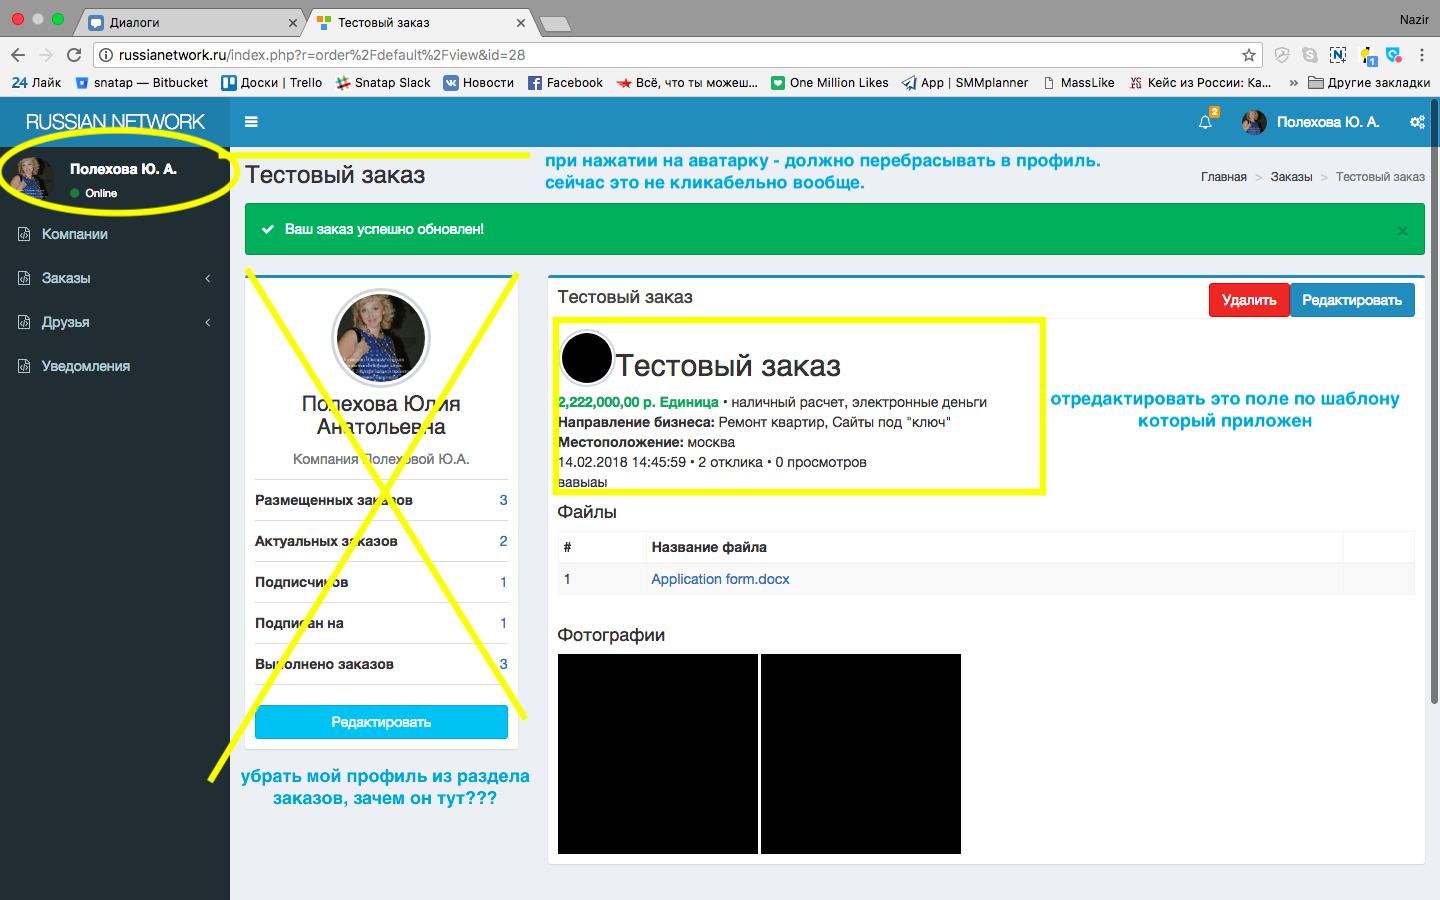 Диалоги
Тестовый заказ
Nazir
russianetwork.ru/index.php?r=order%2Fdefault%2Fview&id=28
24 Лайк
snatap — Bitbucket
Доски | Trello
Snatap Slack
Новости
Facebook
Всё, что ты можеш...
One Million Likes
App | SMMplanner
MassLike
Кейс из России: Ка...
» Другие закладки
RUSSIAN NETWORK
2
Полехова Ю. А.
Полехова Ю. А.
Online
Компании
Заказы
Друзья
Уведомления
Тестовый заказ
при нажатии на аватарку - должно перебрасывать в профиль.
сейчас это не кликабельно вообще.
Главная > Заказы > Тестовый заказ
Ваш заказ успешно обновлен!
Полехова Юлия
Анатольевна
Компания Полеховой Ю.А.
Размещенных заказов 3
Актуальных заказов 2
Подписчиков 1
Подписан на 1
Выполнено заказов 3
Редактировать
убрать мой профиль из раздела
заказов, зачем он тут???
Тестовый заказ
Удалить
Редактировать
Тестовый заказ
2,222,000,00 р. Единица • наличный расчет, электронные деньги
Направление бизнеса: Ремонт квартир, Сайты под "ключ"
Местоположение: москва
14.02.2018 14:45:59 • 2 отклика • 0 просмотров
вавыаы
отредактировать это поле по шаблону
который приложен
Файлы
# Название файла
1 Application form.docx
Фотографии